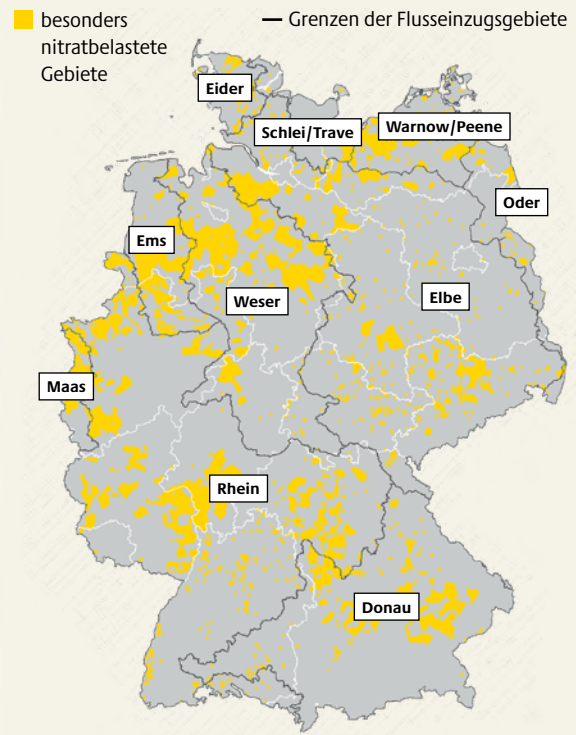 besonders
nitratbelastete
Gebiete
Grenzen der Flusseinzugsgebiete
Eider
Schlei/Trave
Warnow/Peene
Oder
Ems
Weser
Elbe
Maas
Rhein
Donau